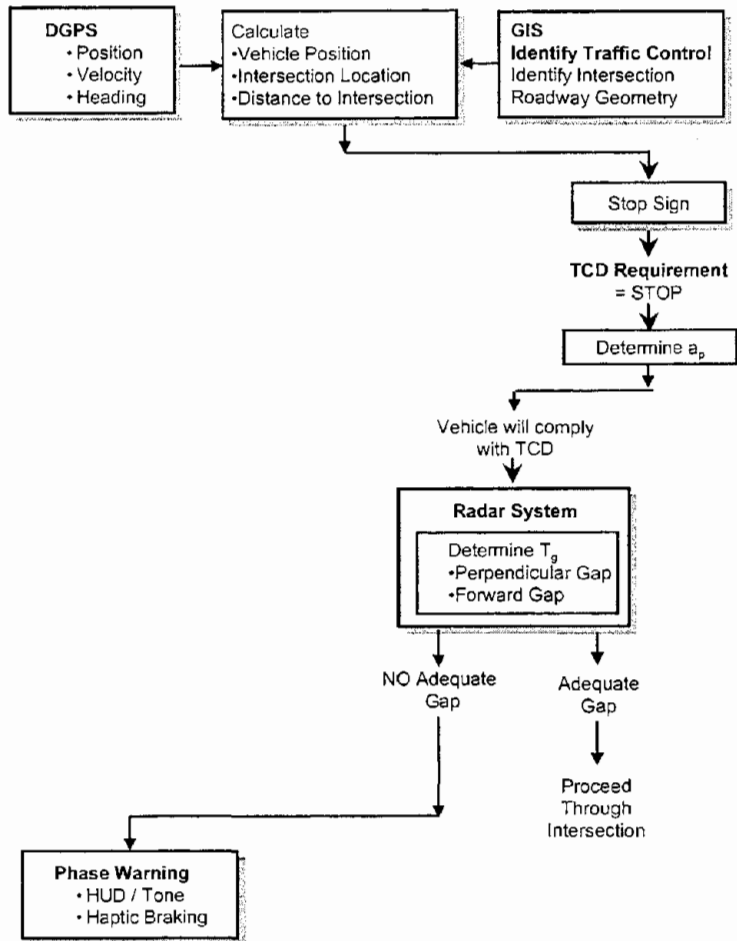 DGPS
• Position
• Velocity
• Heading
Calculate
•Vehicle Position
•Intersection Location
•Distance to Intersection
GIS
Identify Traffic Control
Identify Intersection
Roadway Geometry
Stop Sign
TCD Requirement
= STOP
Determine aₚ
Vehicle will comply
with TCD
Radar System
Determine T_g
•Perpendicular Gap
•Forward Gap
NO Adequate
Gap
Adequate
Gap
Proceed
Through
Intersection
Phase Warning
• HUD / Tone
• Haptic Braking